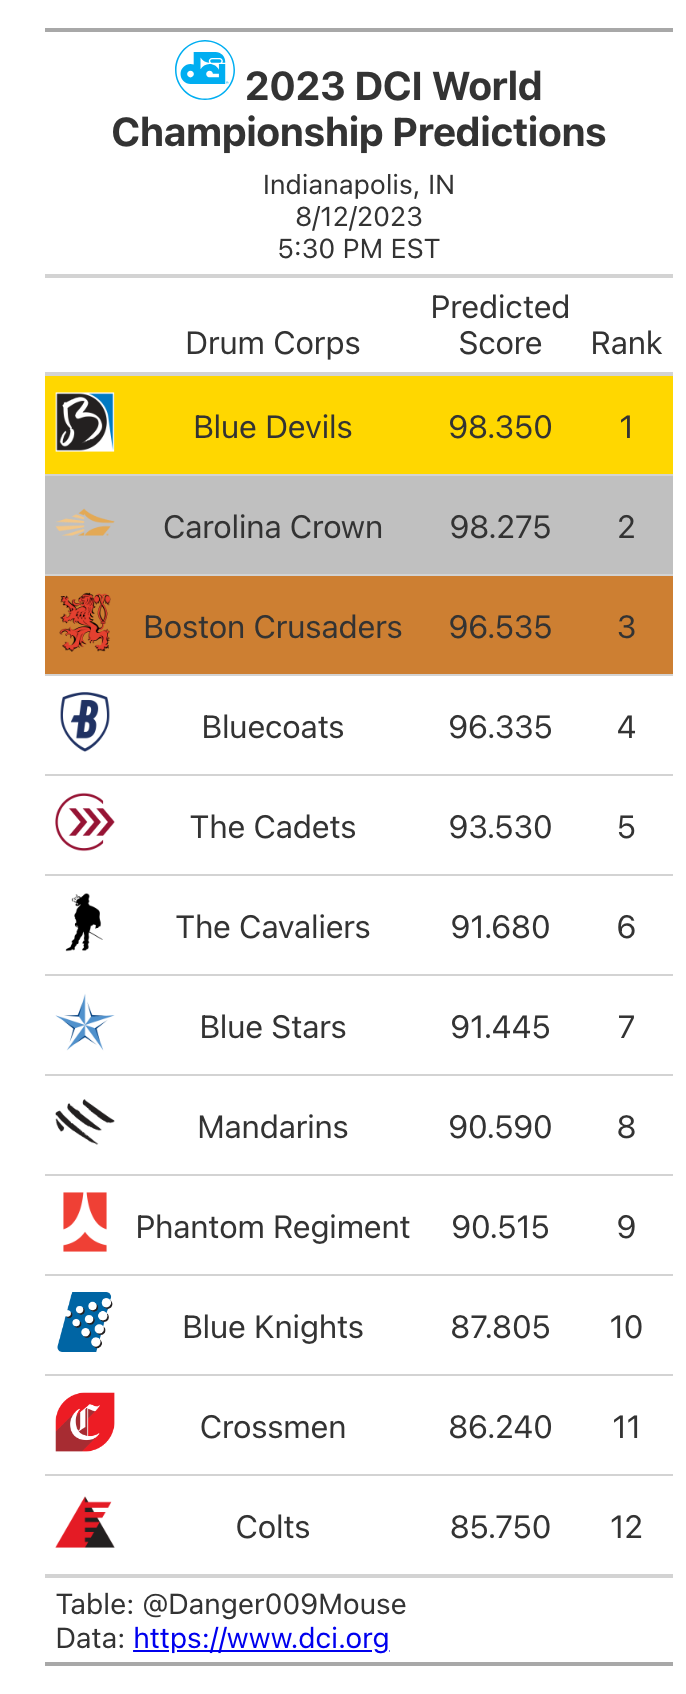 dci 2023 DCI World
Championship Predictions
Indianapolis, IN
8/12/2023
5:30 PM EST
Predicted
Drum Corps Score Rank
B Blue Devils 98.350 1
Carolina Crown 98.275 2
Boston Crusaders 96.535 3
B Bluecoats 96.335 4
The Cadets 93.530 5
The Cavaliers 91.680 6
Blue Stars 91.445 7
Mandarins 90.590 8
Phantom Regiment 90.515 9
Blue Knights 87.805 10
C Crossmen 86.240 11
Colts 85.750 12
Table: @Danger009Mouse
Data: https://www.dci.org